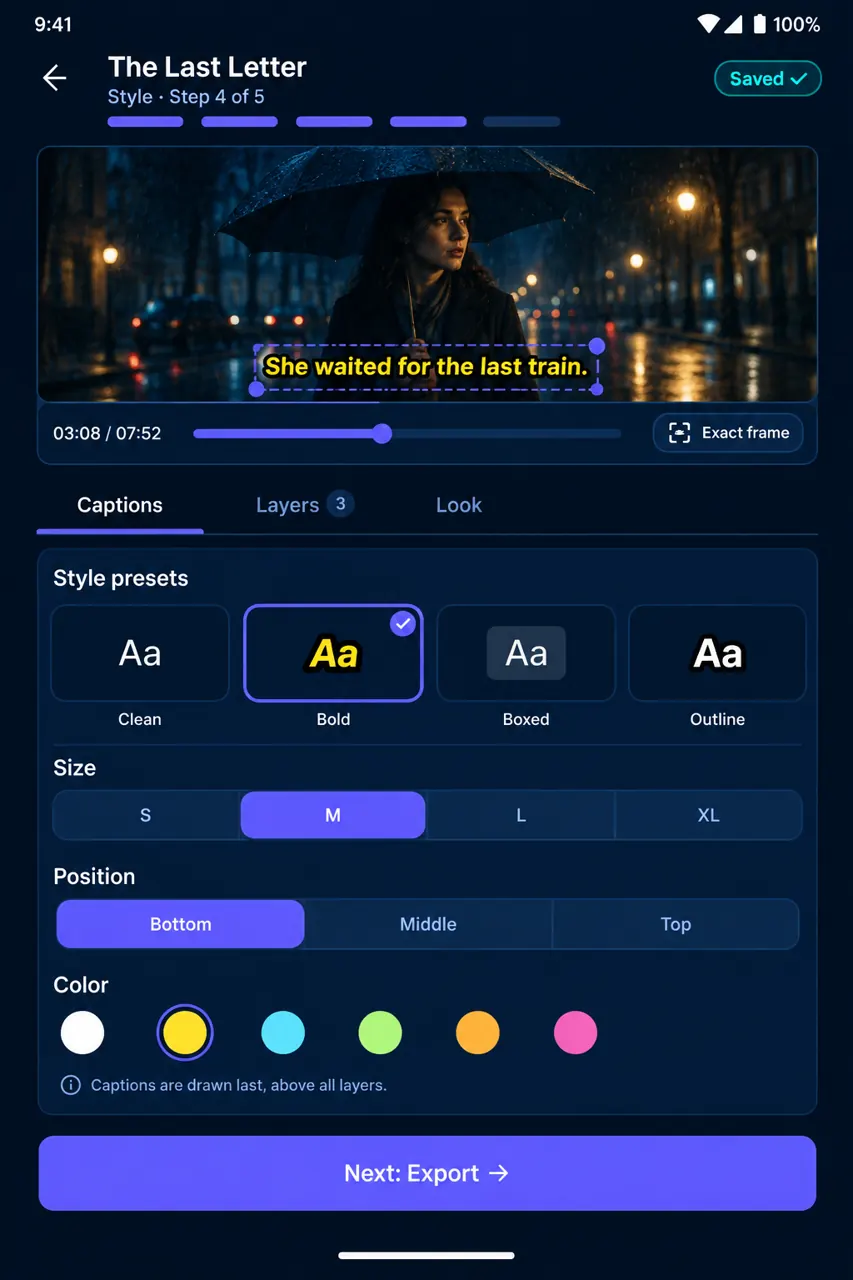 9:41
100%
The Last Letter
Style · Step 4 of 5
Saved ✓
She waited for the last train.
03:08 / 07:52
Exact frame
Captions
Layers 3
Look
Style presets
Aa
Aa
Aa
Aa
Clean
Bold
Boxed
Outline
Size
S
M
L
XL
Position
Bottom
Middle
Top
Color
Captions are drawn last, above all layers.
Next: Export →